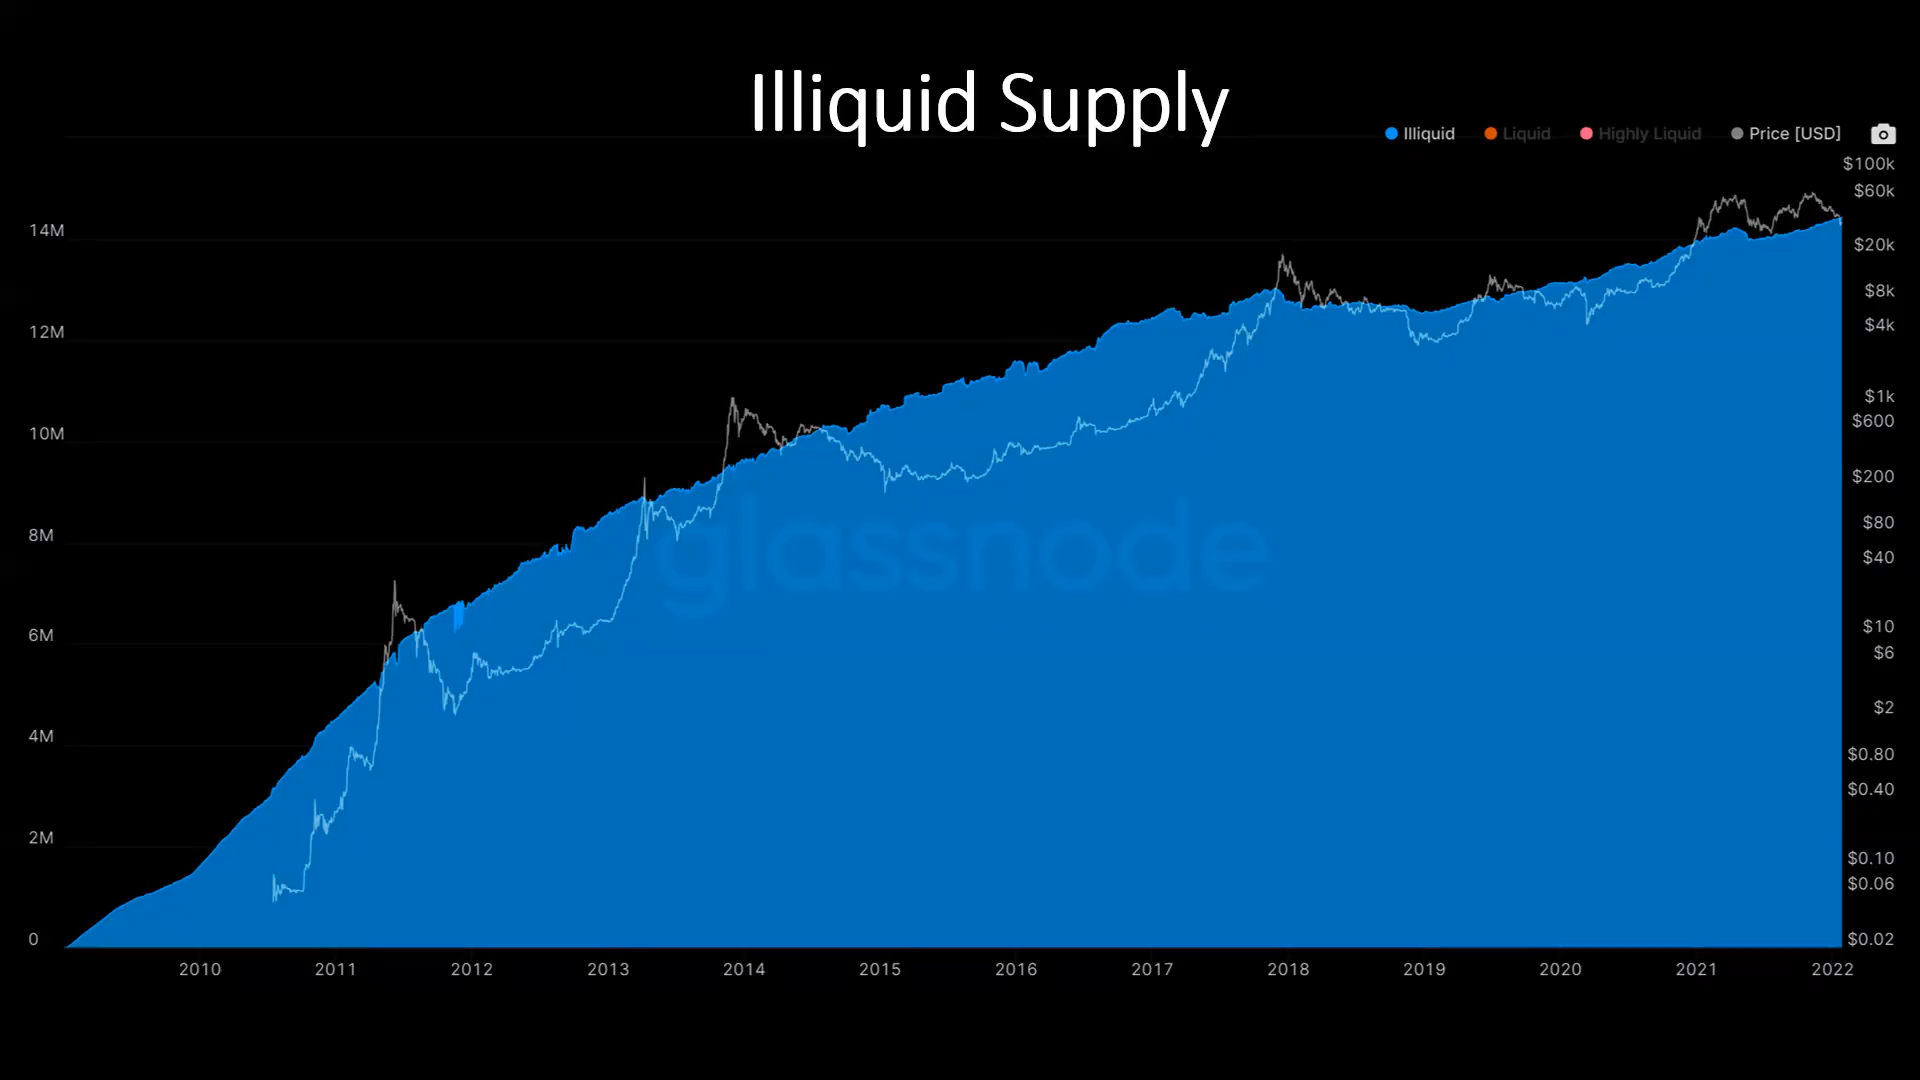 Illiquid Supply
Illiquid Liquid Highly Liquid Price [USD]
$100k
$60k
14M
$20k
$8k
12M
$4k
$1k
$600
10M
$200
$80
8M
$40
glassnode
6M
$10
$6
$2
4M
$0.80
$0.40
2M
$0.10
$0.06
0
$0.02
2010 2011 2012 2013 2014 2015 2016 2017 2018 2019 2020 2021 2022